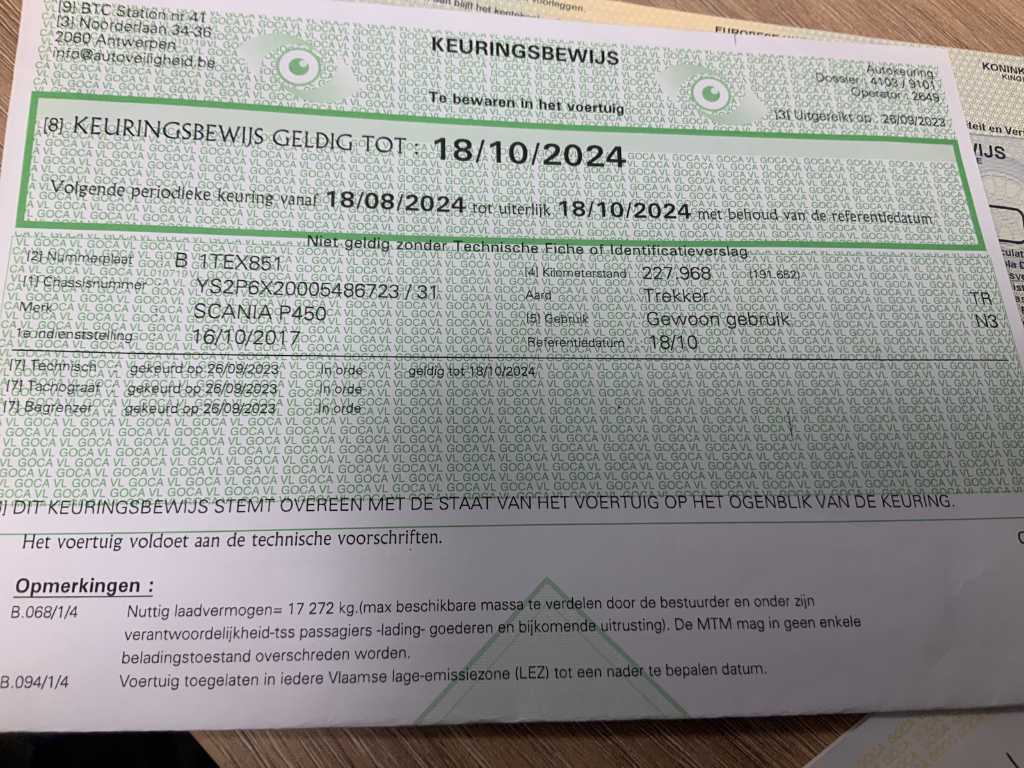 [9] BTC Station nr 41
[3] Noorderlaan 34-36
2060 Antwerpen
info@autoveiligheid.be
KEURINGSBEWIJS
Te bewaren in het voertuig
Autokeuring
Dossier : 4103 / 9101
Operator : 2649
[3] Uitgereikt op : 26/09/2023
[8] KEURINGSBEWIJS GELDIG TOT : 18/10/2024
Volgende periodieke keuring vanaf 18/08/2024 tot uiterlijk 18/10/2024 met behoud van de referentiedatum
Niet geldig zonder Technische Fiche of Identificatieverslag
[2] Nummerplaat B 1TEX851 [4] Kilometerstand 227.968 (191.682)
[1] Chassisnummer YS2P6X20005486723 / 31 Aard Trekker TR
Merk SCANIA P450 [5] Gebruik Gewoon gebruik N3
1e indienststelling 16/10/2017 Referentiedatum 18/10
[7] Technisch gekeurd op 26/09/2023 In orde geldig tot 18/10/2024
[7] Tachograaf gekeurd op 26/09/2023 In orde
[7] Begrenzer gekeurd op 26/09/2023 In orde
DIT KEURINGSBEWIJS STEMT OVEREEN MET DE STAAT VAN HET VOERTUIG OP HET OGENBLIK VAN DE KEURING.
Het voertuig voldoet aan de technische voorschriften.
Opmerkingen :
B.068/1/4 Nuttig laadvermogen= 17 272 kg.(max beschikbare massa te verdelen door de bestuurder en onder zijn
verantwoordelijkheid-tss passagiers -lading- goederen en bijkomende uitrusting). De MTM mag in geen enkele
beladingstoestand overschreden worden.
B.094/1/4 Voertuig toegelaten in iedere Vlaamse lage-emissiezone (LEZ) tot een nader te bepalen datum.